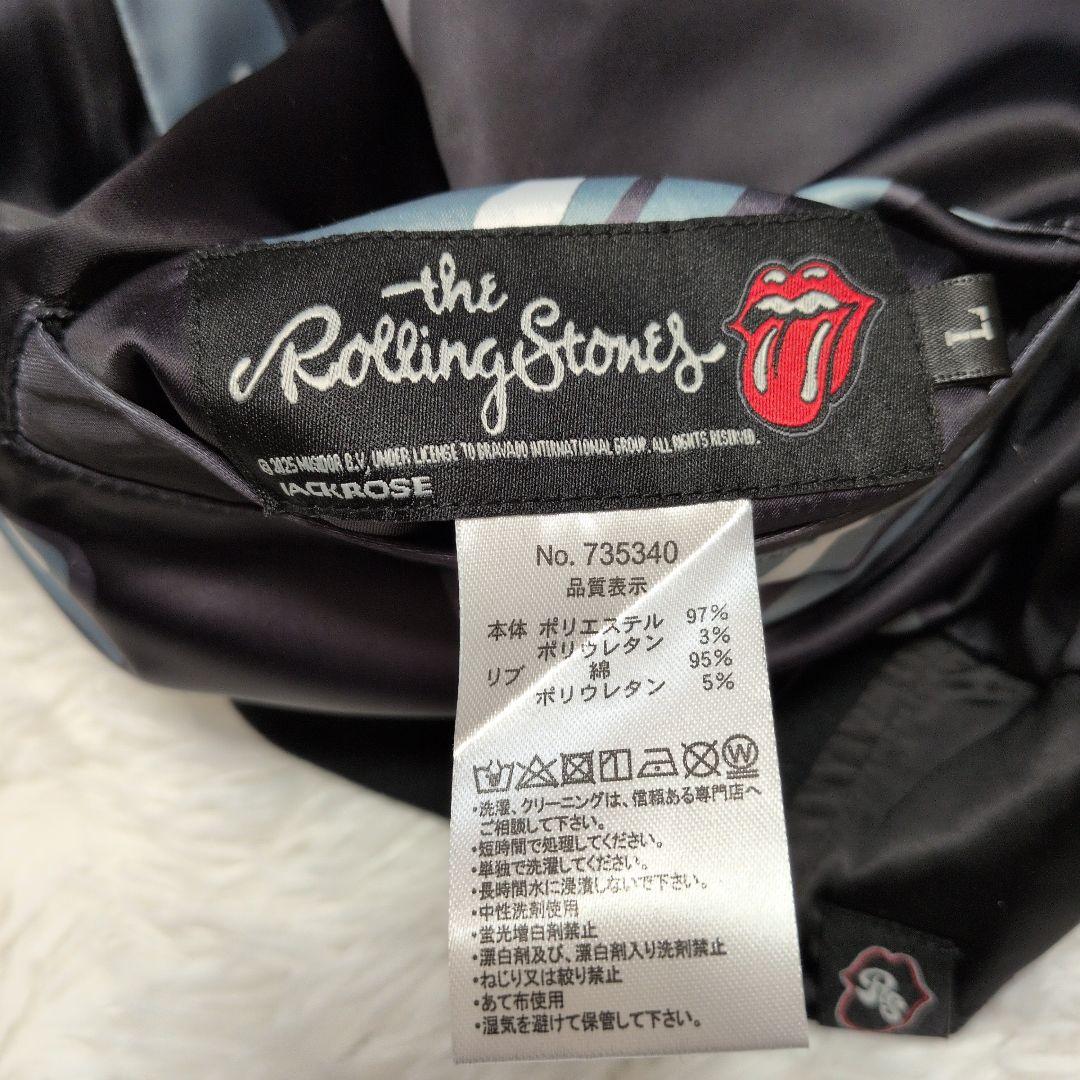 the
Rolling Stones
L
© 2025 MUSIDOR B.V, UNDER LICENSE TO BRAVADO INTERNATIONAL GROUP. ALL RIGHTS RESERVED.
JACKROSE
No. 735340
品質表示
本体 ポリエステル 97%
ポリウレタン 3%
リブ 綿 95%
ポリウレタン 5%
W
・洗濯、クリーニングは、信頼ある専門店へ
ご相談して下さい。
・短時間で処理してください。
・単独で洗濯してください。
・長時間水に浸漬しないで下さい。
・中性洗剤使用
・蛍光増白剤禁止
・漂白剤及び、漂白剤入り洗剤禁止
・ねじり又は絞り禁止
・あて布使用
・湿気を避けて保管して下さい。